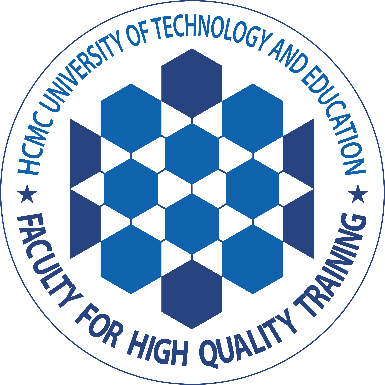 HCMC UNIVERSITY OF TECHNOLOGY AND EDUCATION
FACULTY FOR HIGH QUALITY TRAINING